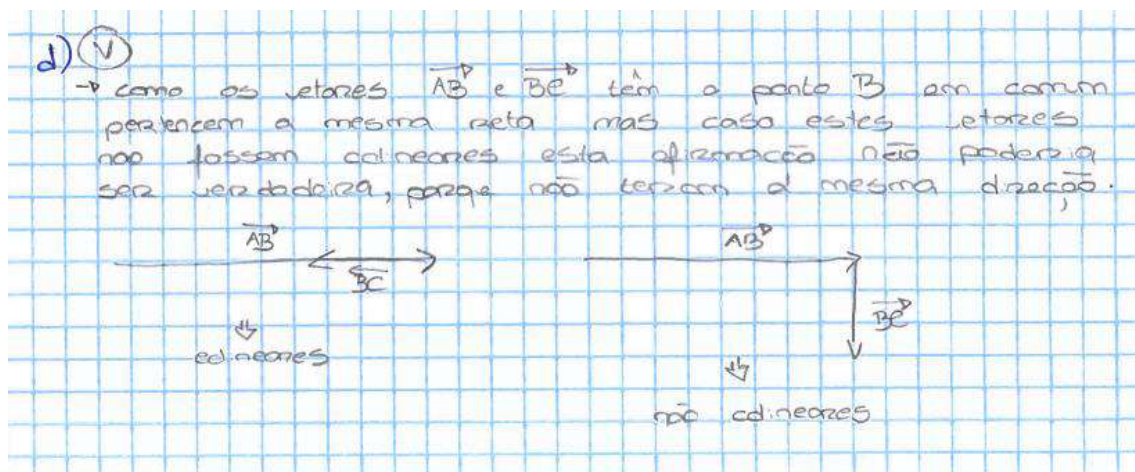 d) V
→ como os vetores AB e BC têm o ponto B em comum
pertencem a mesma reta mas caso estes vetores
não fossem colineares esta afirmação não poderia
ser verdadeira, porque não teriam a mesma direção.
AB AB
BC
BC
colineares
não colineares